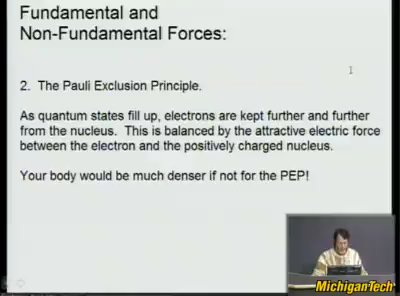 Fundamental and
Non-Fundamental Forces:
2. The Pauli Exclusion Principle.
As quantum states fill up, electrons are kept further and further
from the nucleus. This is balanced by the attractive electric force
between the electron and the positively charged nucleus.
Your body would be much denser if not for the PEP!
MichiganTech